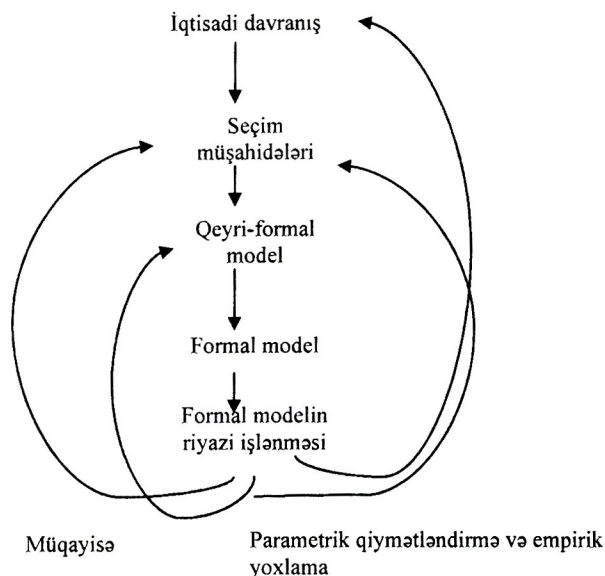 İqtisadi davranış
Seçim
müşahidələri
Qeyri-formal
model
Formal model
Formal modelin
riyazi işlənməsi
Müqayisə
Parametrik qiymətləndirmə və empirik
yoxlama